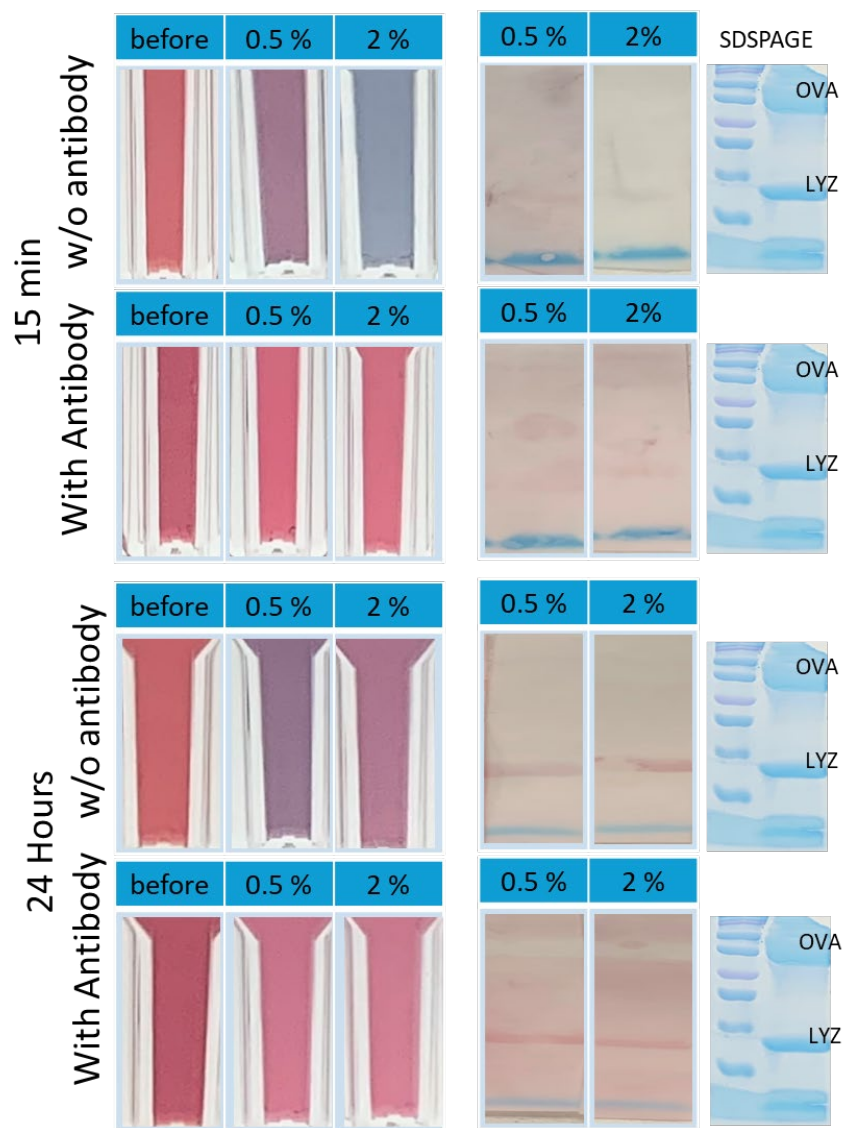 before 0.5 % 2 % 0.5 % 2% SDSPAGE
15 min
w/o antibody
OVA
LYZ
before 0.5 % 2 % 0.5 % 2%
With Antibody
OVA
LYZ
before 0.5 % 2 % 0.5 % 2 %
24 Hours
w/o antibody
OVA
LYZ
before 0.5 % 2 % 0.5 % 2 %
With Antibody
OVA
LYZ